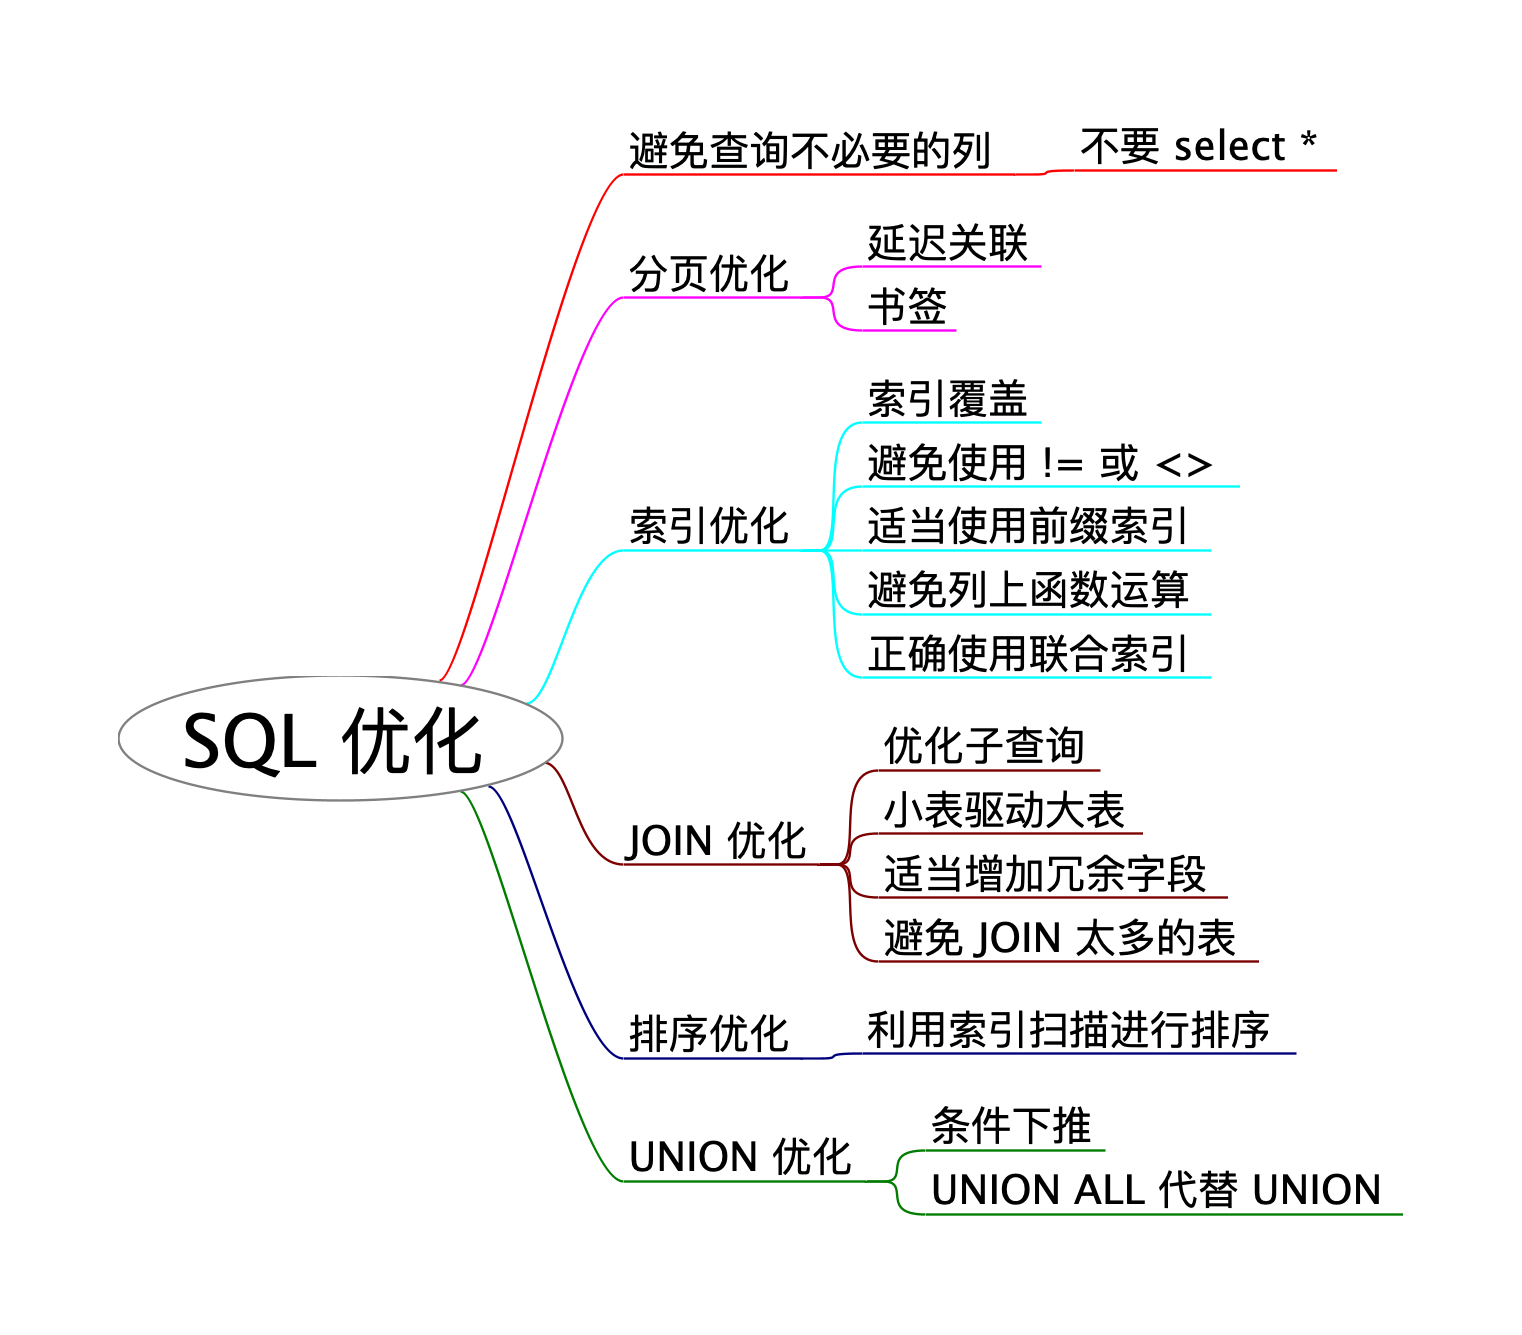 避免查询不必要的列
不要 select *
分页优化
延迟关联
书签
索引优化
索引覆盖
避免使用 != 或 <>
适当使用前缀索引
避免列上函数运算
正确使用联合索引
SQL 优化
JOIN 优化
优化子查询
小表驱动大表
适当增加冗余字段
避免 JOIN 太多的表
排序优化
利用索引扫描进行排序
UNION 优化
条件下推
UNION ALL 代替 UNION